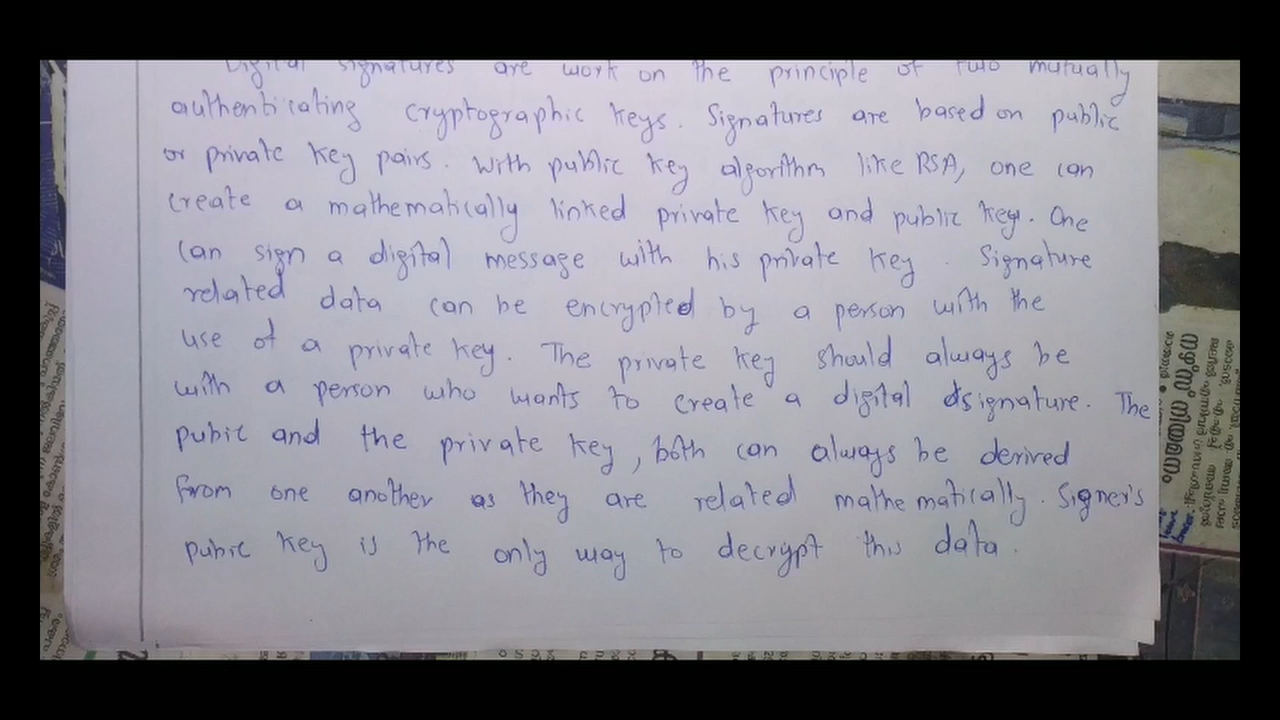 Digital signatures are work on the principle of two mutually
authenticating cryptographic keys. Signatures are based on public
or private key pairs. With public key algorithm like RSA, one can
create a mathematically linked private key and public key. One
can sign a digital message with his private key. Signature
related data can be encrypted by a person with the
use of a private key. The private key should always be
with a person who wants to create a digital signature. The
pubic and the private key, both can always be derived
from one another as they are related mathematically. Signer's
pubic key is the only way to decrypt this data.